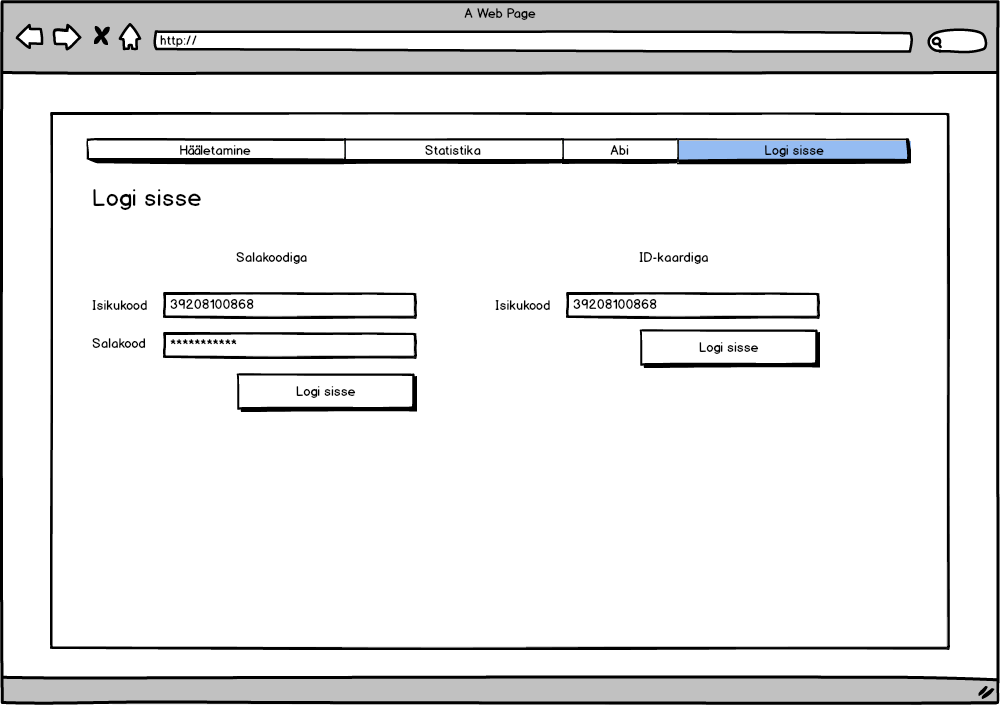 A Web Page
http://
Hääletamine Statistika Abi Logi sisse
Logi sisse
Salakoodiga
Isikukood 39208100868
Salakood ***********
Logi sisse
ID-kaardiga
Isikukood 39208100868
Logi sisse